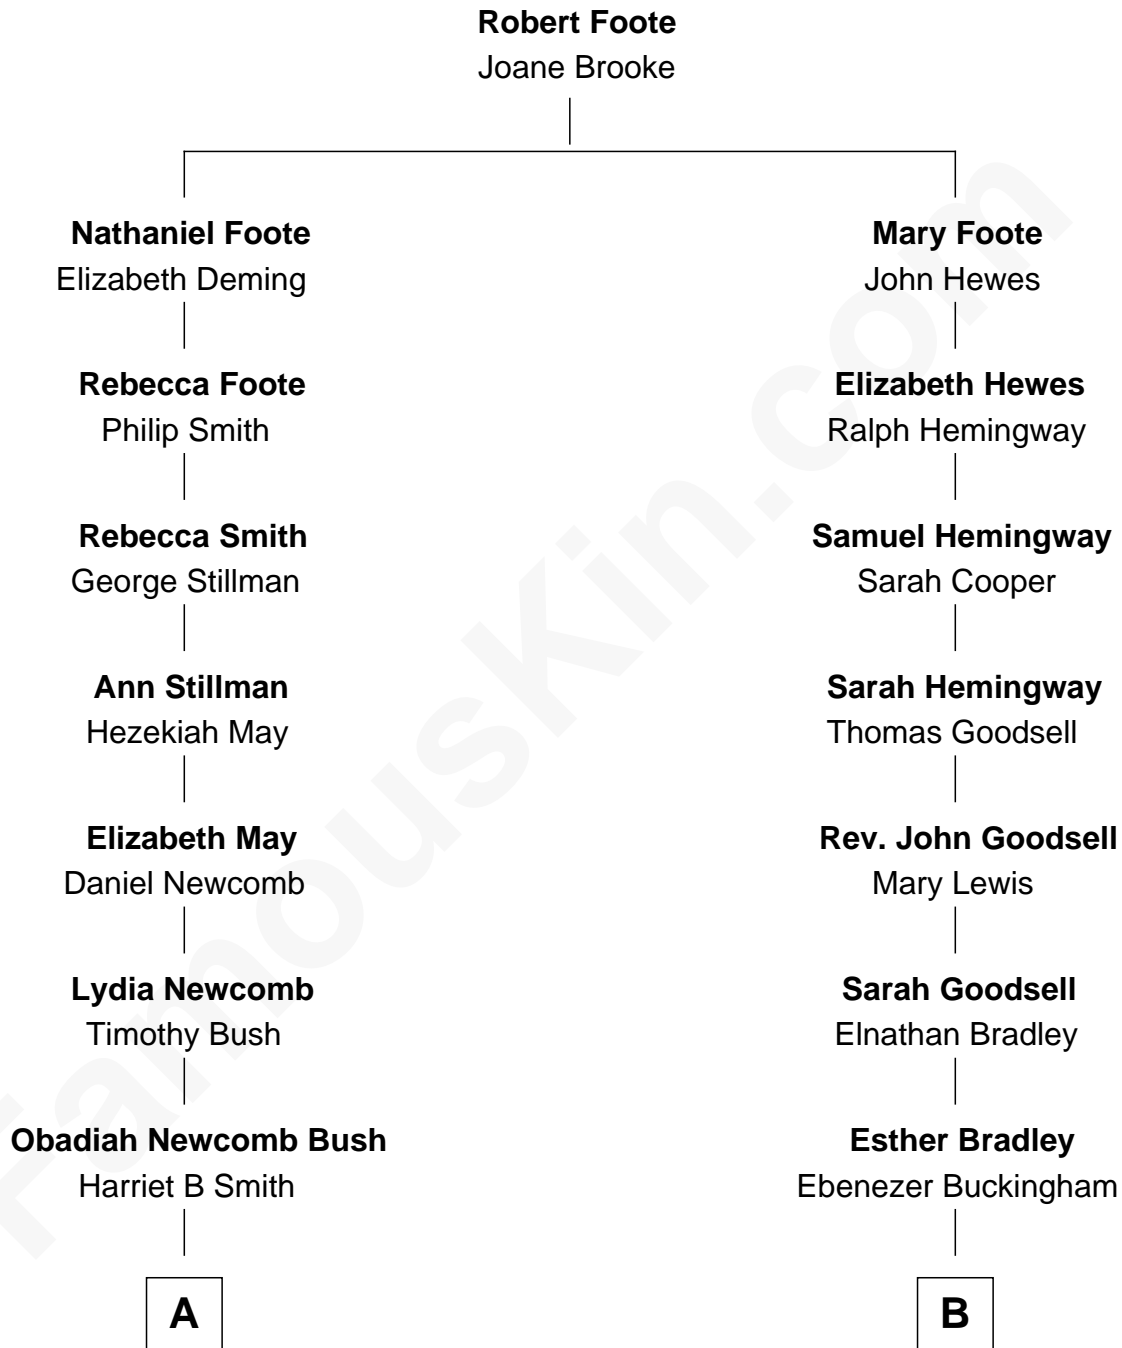 Robert Foote
Joane Brooke
Nathaniel Foote
Elizabeth Deming
Mary Foote
John Hewes
Rebecca Foote
Philip Smith
Elizabeth Hewes
Ralph Hemingway
Rebecca Smith
George Stillman
Samuel Hemingway
Sarah Cooper
Ann Stillman
Hezekiah May
Sarah Hemingway
Thomas Goodsell
Elizabeth May
Daniel Newcomb
Rev. John Goodsell
Mary Lewis
Lydia Newcomb
Timothy Bush
Sarah Goodsell
Elnathan Bradley
Obadiah Newcomb Bush
Harriet B Smith
Esther Bradley
Ebenezer Buckingham
A
B
FamousKin.com